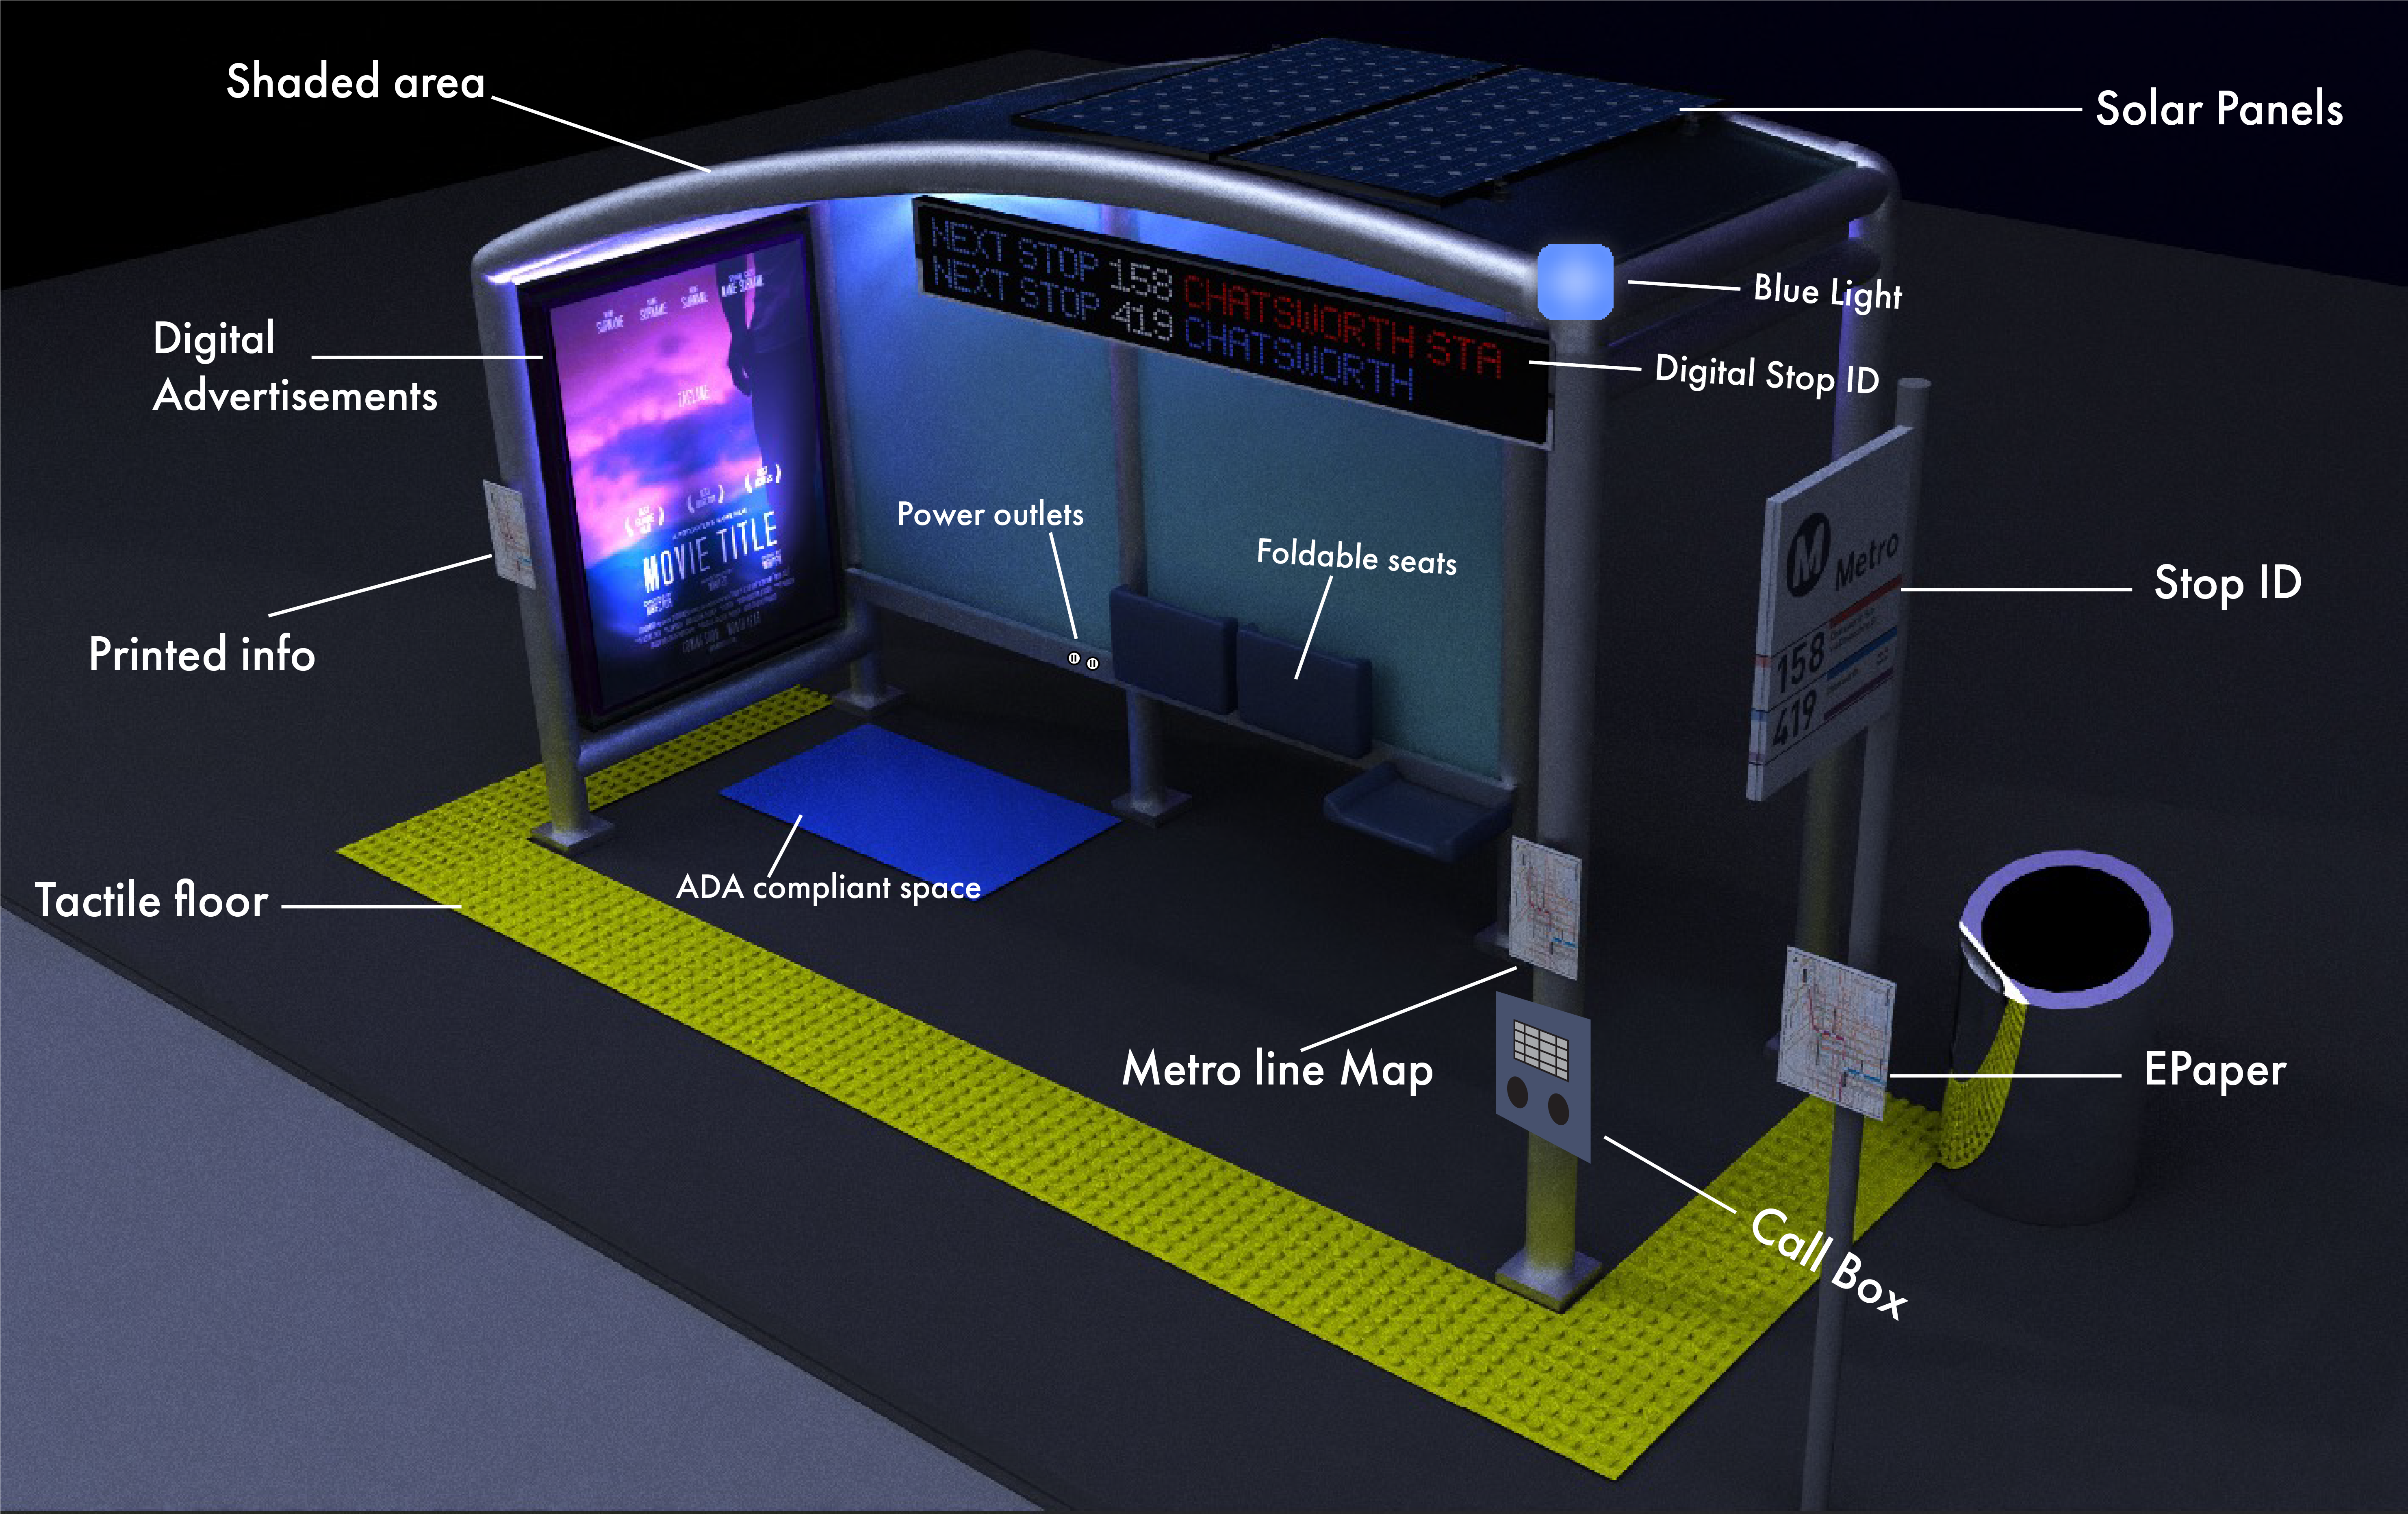 Shaded area
Solar Panels
NEXT STOP 158 CHATSWORTH STA
NEXT STOP 419 CHATSWORTH
Blue Light
Digital
Advertisements
Digital Stop ID
TAGLINE
MOVIE TITLE
Power outlets
Foldable seats
M Metro
158
419
Stop ID
Printed info
ADA compliant space
Tactile floor
Metro line Map
EPaper
Call Box